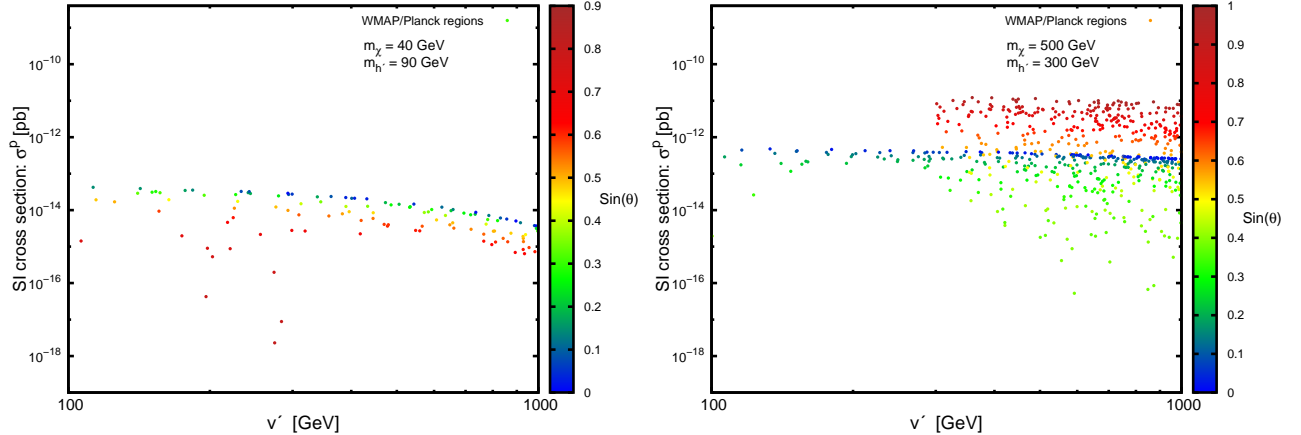 WMAP/Planck regions
m_χ = 40 GeV
m_h´ = 90 GeV
SI cross section: σ^p [pb]
10^−10
10^−12
10^−14
10^−16
10^−18
100
1000
v´ [GeV]
0.9
0.8
0.7
0.6
0.5
0.4
0.3
0.2
0.1
0
Sin(θ)
WMAP/Planck regions
m_χ = 500 GeV
m_h´ = 300 GeV
SI cross section: σ^p [pb]
10^−10
10^−12
10^−14
10^−16
10^−18
100
1000
v´ [GeV]
1
0.9
0.8
0.7
0.6
0.5
0.4
0.3
0.2
0.1
0
Sin(θ)